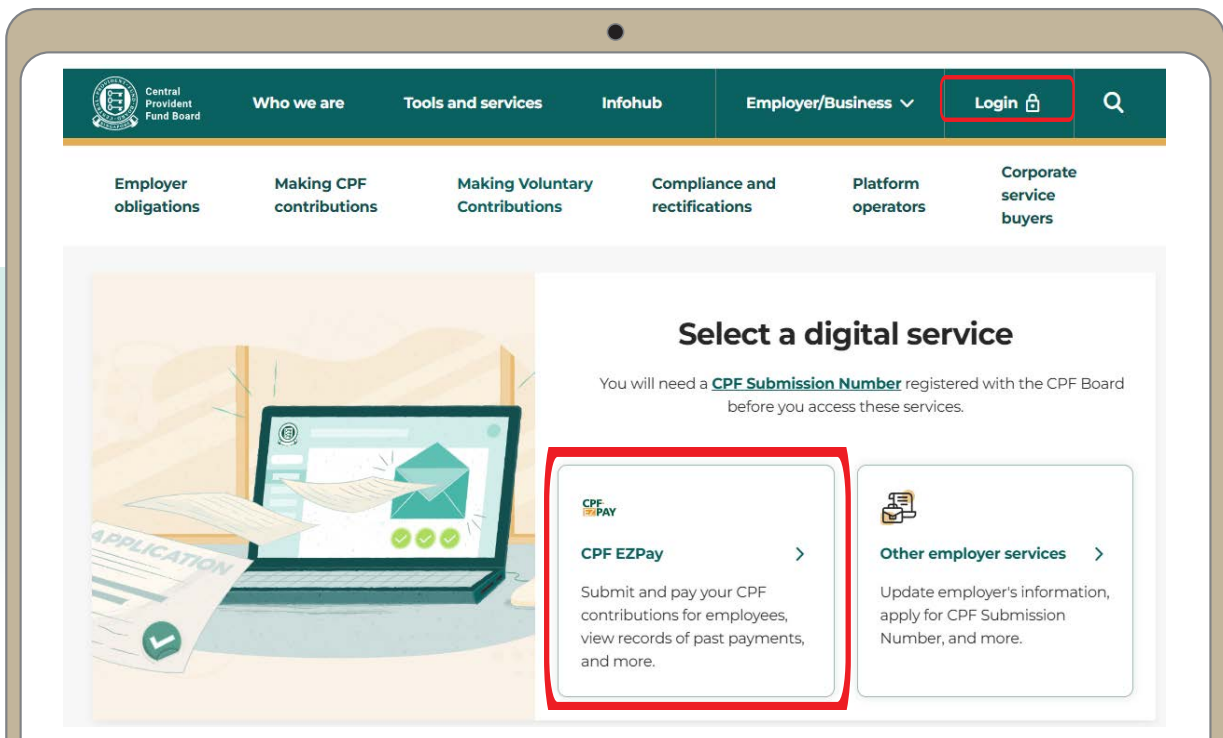 Central
Provident
Fund Board
Who we are
Tools and services
Infohub
Employer/Business
Login
Employer
obligations
Making CPF
contributions
Making Voluntary
Contributions
Compliance and
rectifications
Platform
operators
Corporate
service
buyers
Select a digital service
You will need a CPF Submission Number registered with the CPF Board
before you access these services.
APPLICATION
CPF
EZPAY
CPF EZPay
Submit and pay your CPF
contributions for employees,
view records of past payments,
and more.
Other employer services
Update employer's information,
apply for CPF Submission
Number, and more.